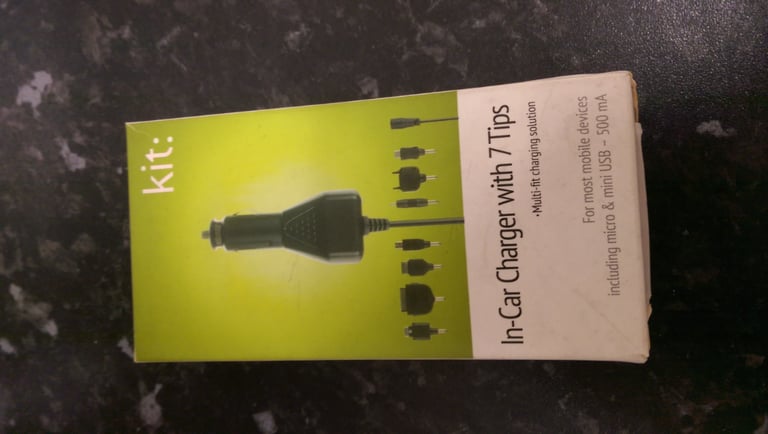 kit:
In-Car Charger with 7 Tips
• Multi-fit charging solution
For most mobile devices
including micro & mini USB – 500 mA